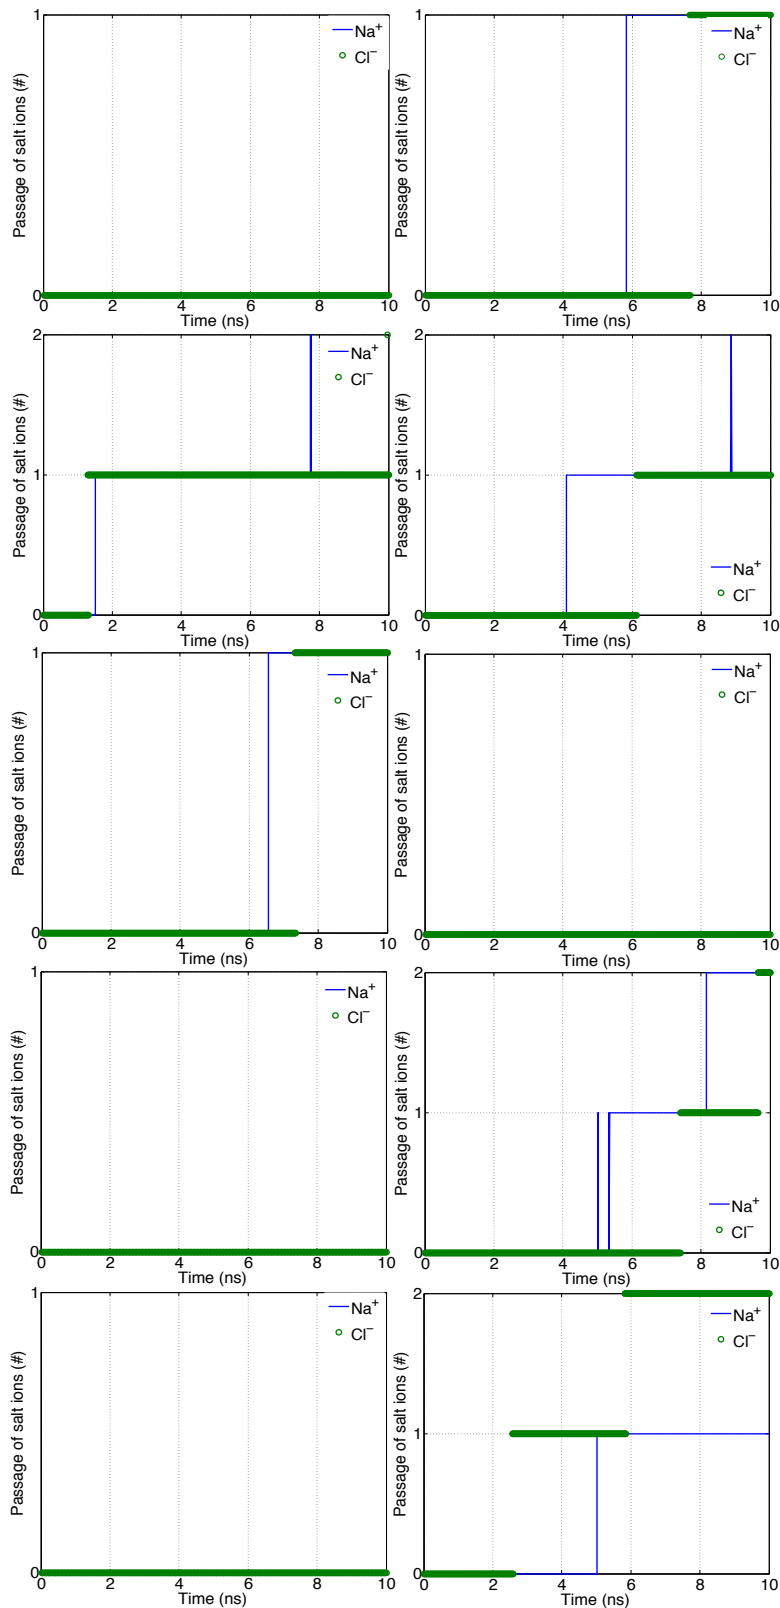 1
Passage of salt ions (#)
0
0 2 4 6 8 10
Time (ns)
Na⁺
Cl⁻
1
Passage of salt ions (#)
0
0 2 4 6 8 10
Time (ns)
Na⁺
Cl⁻
2
1
Passage of salt ions (#)
0
0 2 4 6 8 10
Time (ns)
Na⁺
Cl⁻
2
1
Passage of salt ions (#)
0
0 2 4 6 8 10
Time (ns)
Na⁺
Cl⁻
1
Passage of salt ions (#)
0
0 2 4 6 8 10
Time (ns)
Na⁺
Cl⁻
1
Passage of salt ions (#)
0
0 2 4 6 8 10
Time (ns)
Na⁺
Cl⁻
1
Passage of salt ions (#)
0
0 2 4 6 8 10
Time (ns)
Na⁺
Cl⁻
2
1
Passage of salt ions (#)
0
0 2 4 6 8 10
Time (ns)
Na⁺
Cl⁻
1
Passage of salt ions (#)
0
0 2 4 6 8 10
Time (ns)
Na⁺
Cl⁻
2
1
Passage of salt ions (#)
0
0 2 4 6 8 10
Time (ns)
Na⁺
Cl⁻